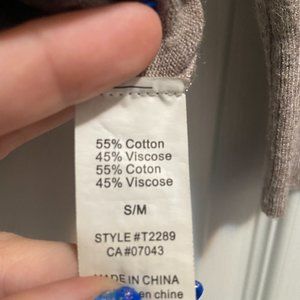 55% Cotton
45% Viscose
55% Coton
45% Viscose
S/M
STYLE #T2289
CA #07043
MADE IN CHINA
en chine